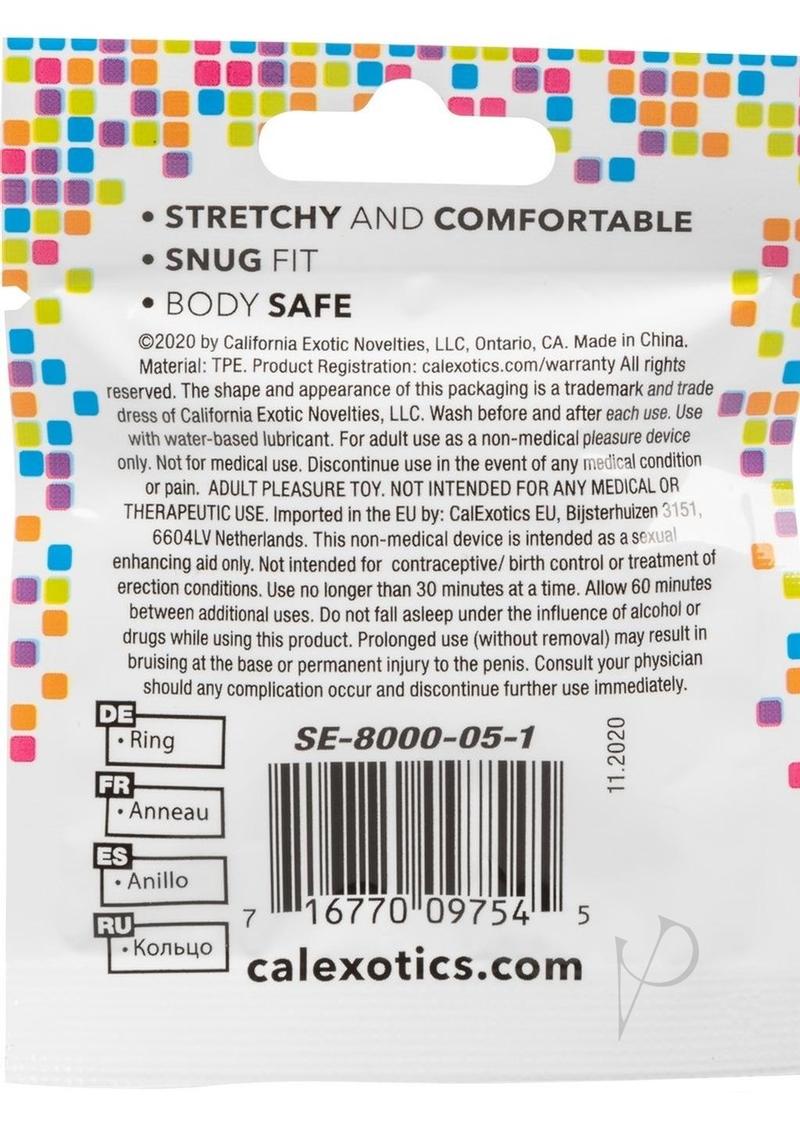 • STRETCHY AND COMFORTABLE
• SNUG FIT
• BODY SAFE
©2020 by California Exotic Novelties, LLC, Ontario, CA. Made in China.
Material: TPE. Product Registration: calexotics.com/warranty All rights
reserved. The shape and appearance of this packaging is a trademark and trade
dress of California Exotic Novelties, LLC. Wash before and after each use. Use
with water-based lubricant. For adult use as a non-medical pleasure device
only. Not for medical use. Discontinue use in the event of any medical condition
or pain. ADULT PLEASURE TOY. NOT INTENDED FOR ANY MEDICAL OR
THERAPEUTIC USE. Imported in the EU by: CalExotics EU, Bijsterhuizen 3151,
6604LV Netherlands. This non-medical device is intended as a sexual
enhancing aid only. Not intended for contraceptive/ birth control or treatment of
erection conditions. Use no longer than 30 minutes at a time. Allow 60 minutes
between additional uses. Do not fall asleep under the influence of alcohol or
drugs while using this product. Prolonged use (without removal) may result in
bruising at the base or permanent injury to the penis. Consult your physician
should any complication occur and discontinue further use immediately.
DE
• Ring
FR
• Anneau
ES
• Anillo
RU
• Кольцо
SE-8000-05-1
11.2020
7 16770 09754 5
calexotics.com